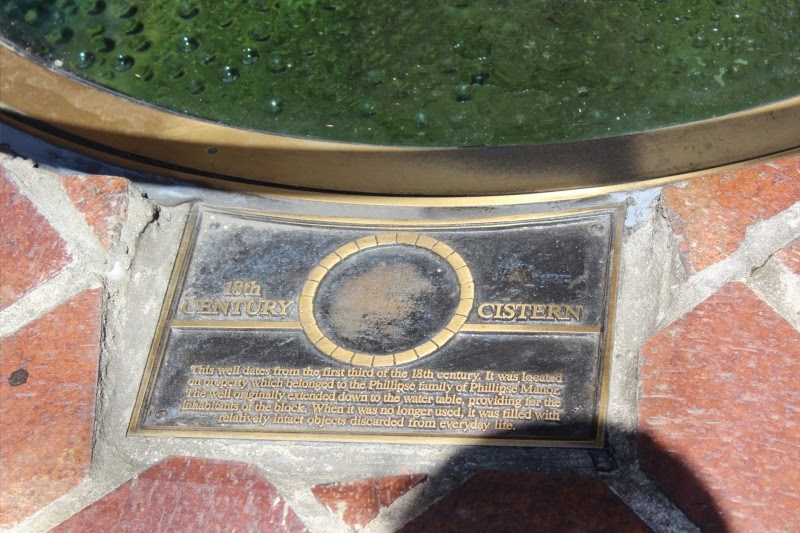 18th
CENTURY
CISTERN
This well dates from the first third of the 18th century. It was located
on property which belonged to the Phillipse family of Phillipse Manor.
The well originally extended down to the water table, providing for the
inhabitants of the block. When it was no longer used, it was filled with
relatively intact objects discarded from everyday life.